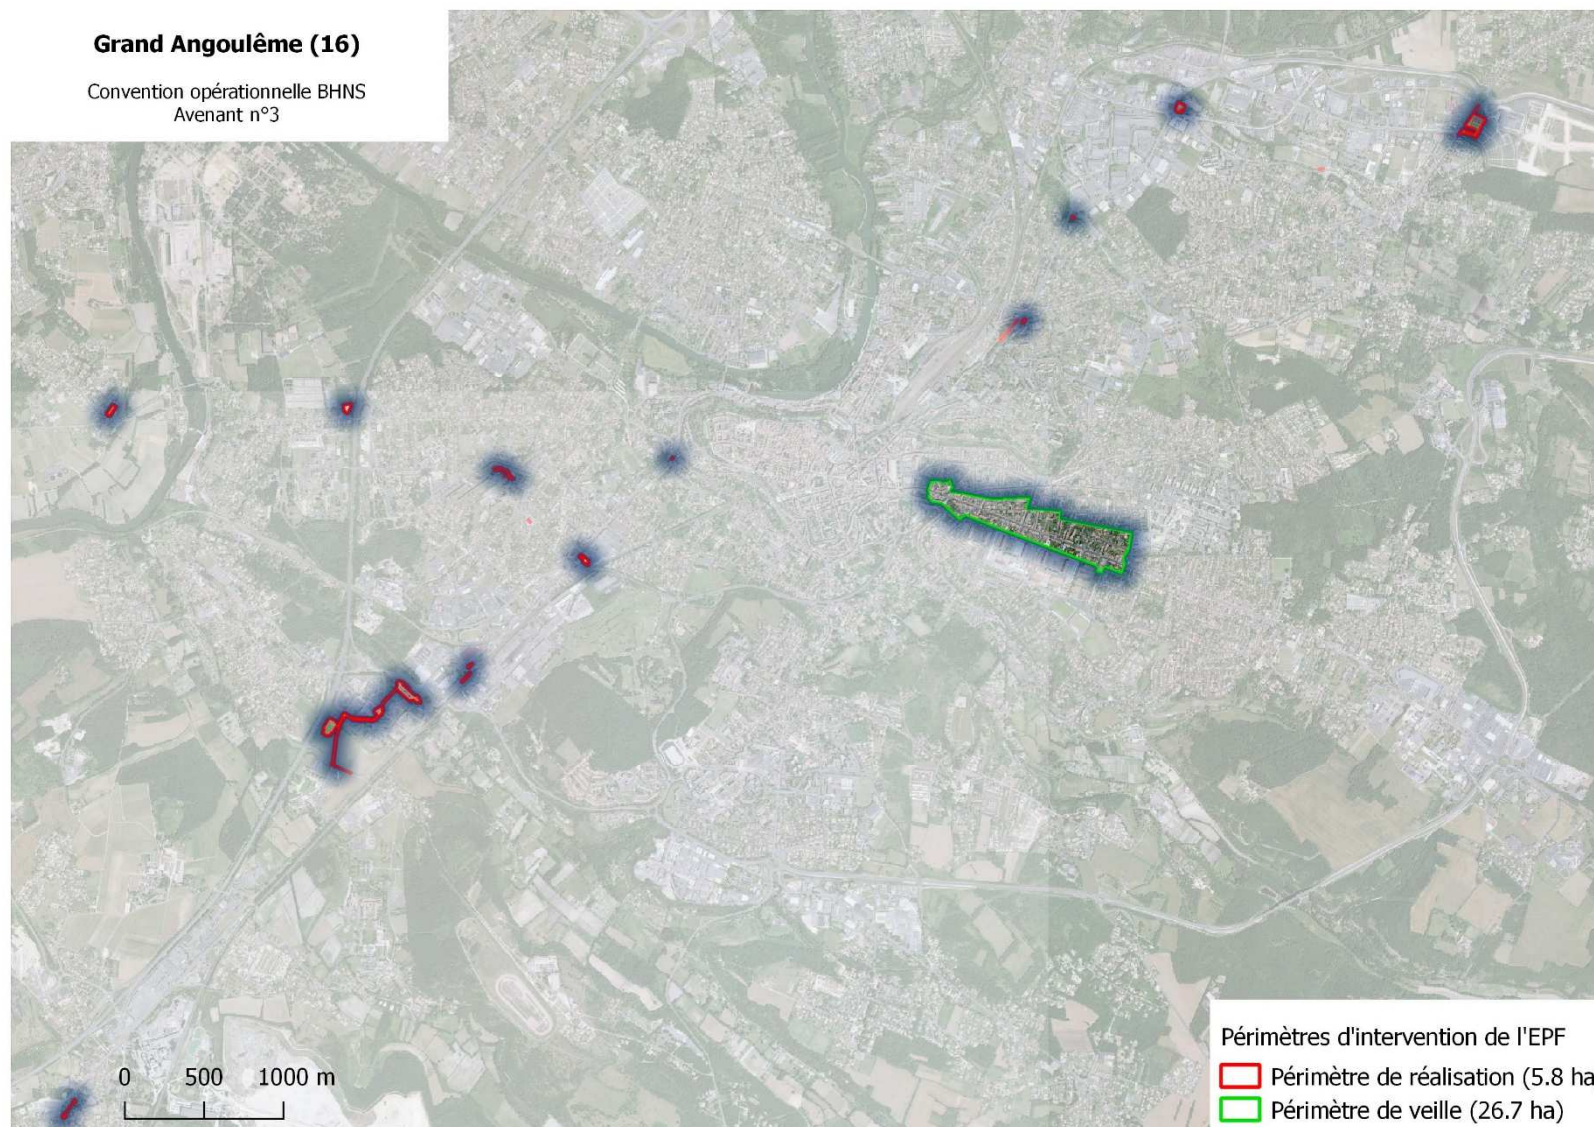 Grand Angoulême (16)
Convention opérationnelle BHNS
Avenant n°3
0 500 1000 m
Périmètres d'intervention de l'EPF
Périmètre de réalisation (5.8 ha
Périmètre de veille (26.7 ha)